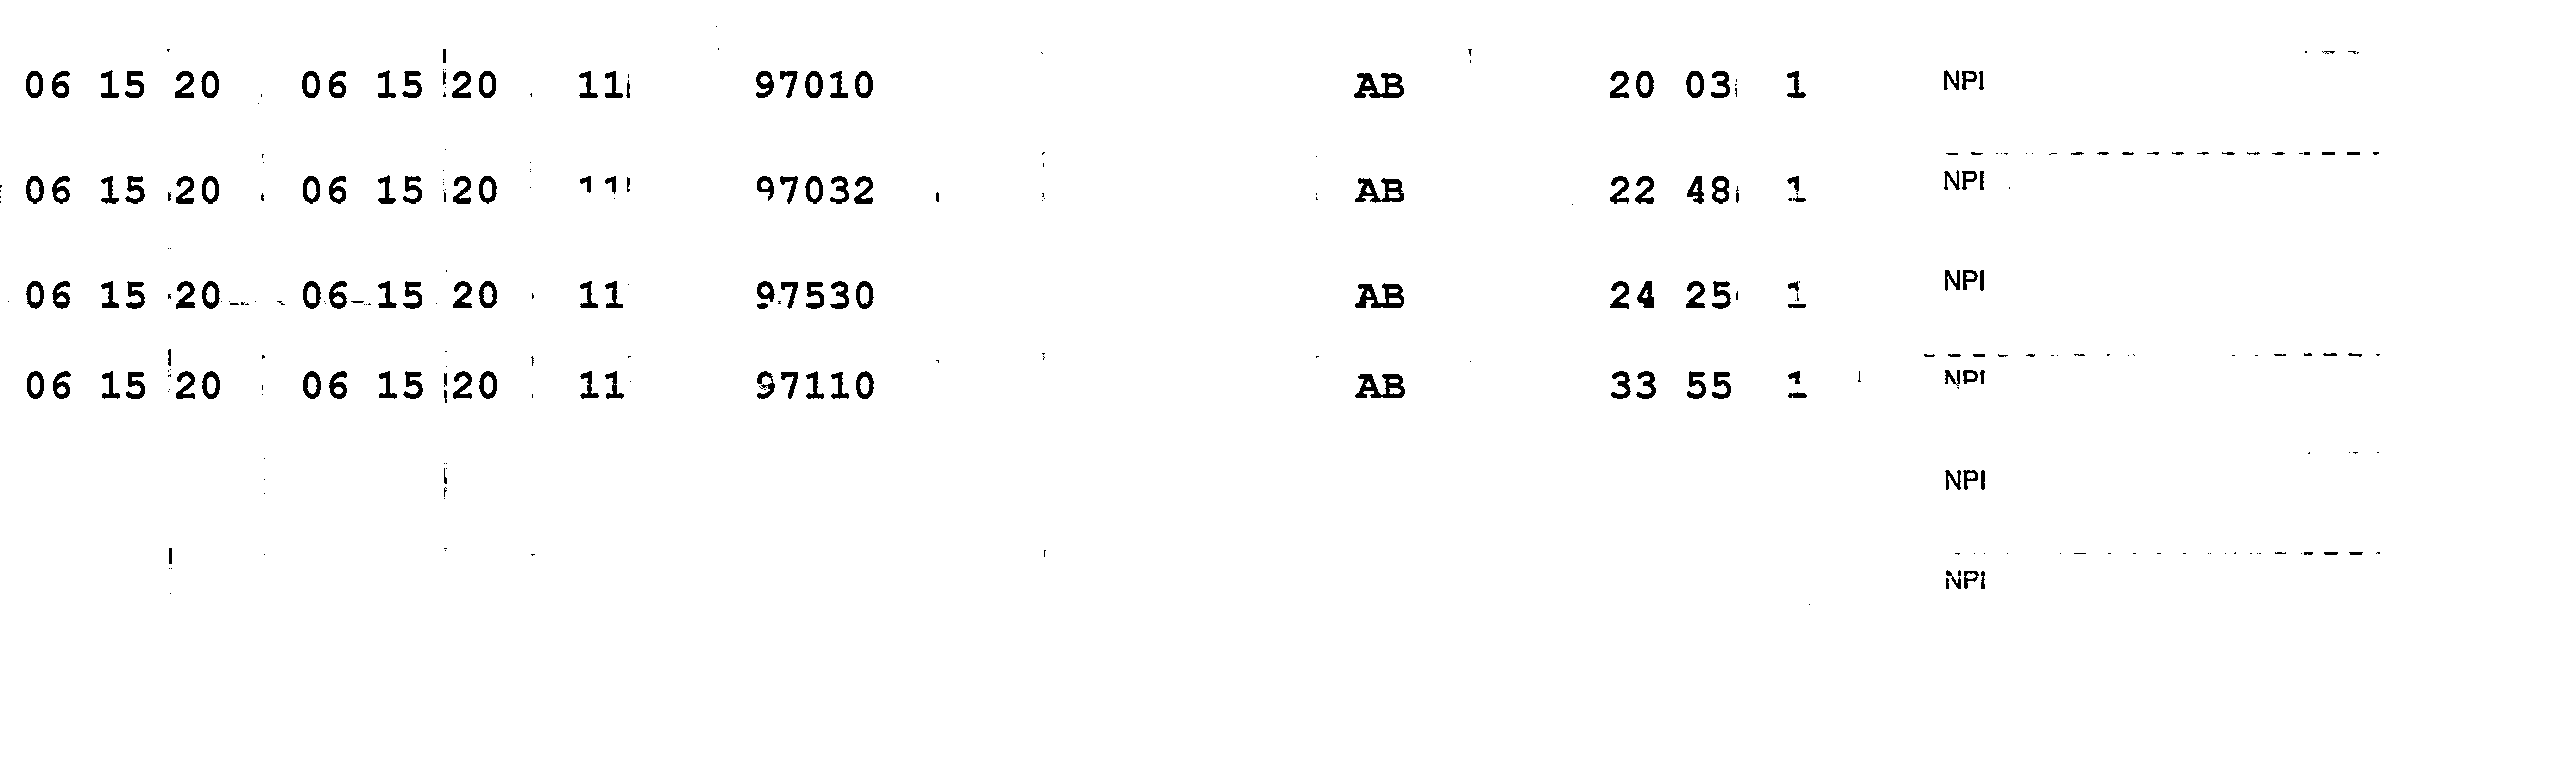 06 15 20 06 15 20 11 97010 AB 20 03 1 NPI
06 15 20 06 15 20 11 97032 AB 22 48 1 NPI
06 15 20 06 15 20 11 97530 AB 24 25 1 NPI
06 15 20 06 15 20 11 97110 AB 33 55 1 NPI
NPI
NPI